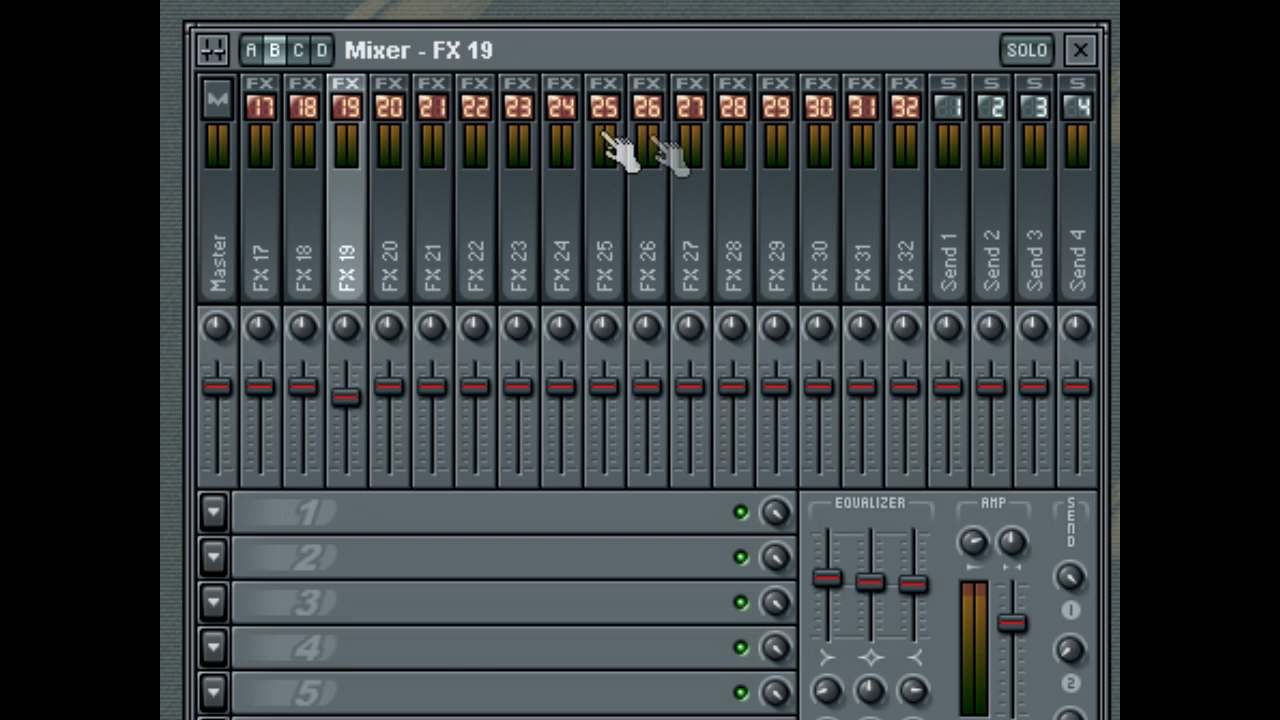 A B C D Mixer - FX 19 SOLO
M FX FX FX FX FX FX FX FX FX FX FX FX FX FX FX FX S S S S
17 18 19 20 21 22 23 24 25 26 27 28 29 30 31 32 1 2 3 4
Master FX 17 FX 18 FX 19 FX 20 FX 21 FX 22 FX 23 FX 24 FX 25 FX 26 FX 27 FX 28 FX 29 FX 30 FX 31 FX 32 Send 1 Send 2 Send 3 Send 4
EQUALIZER AMP SEND
1
2
3
1
4
2
5